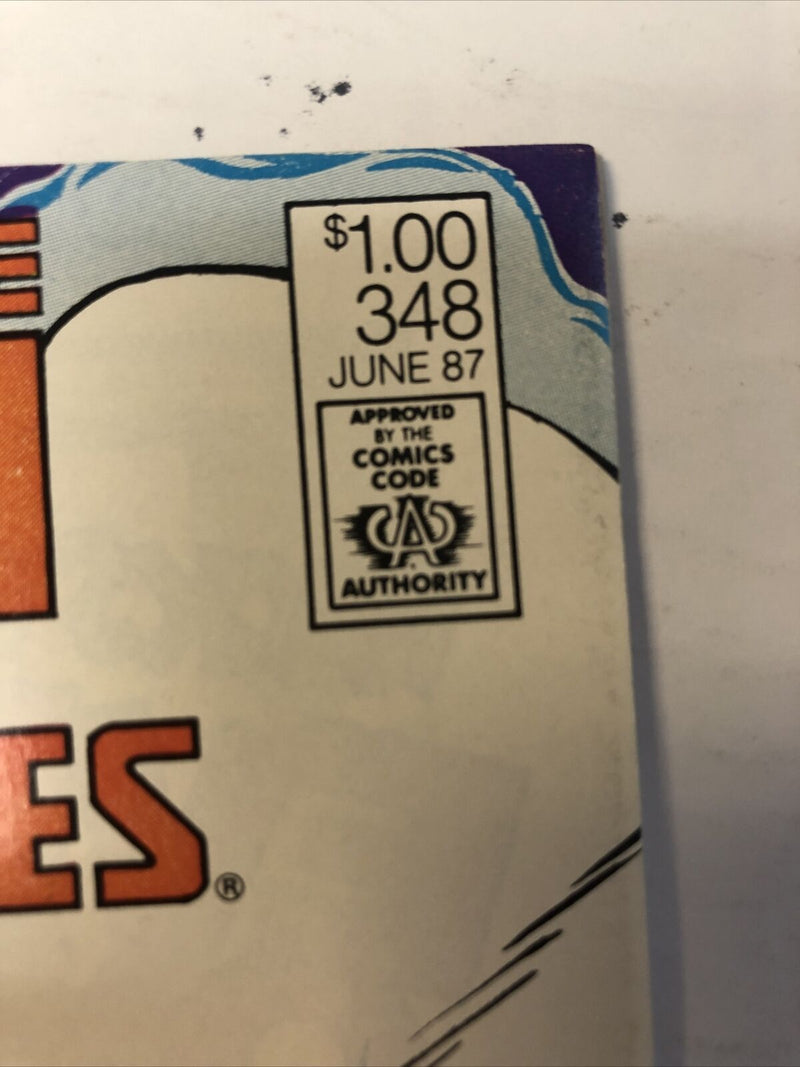 $1.00
348
JUNE 87
APPROVED
BY THE
COMICS
CODE
CA
AUTHORITY
ES®